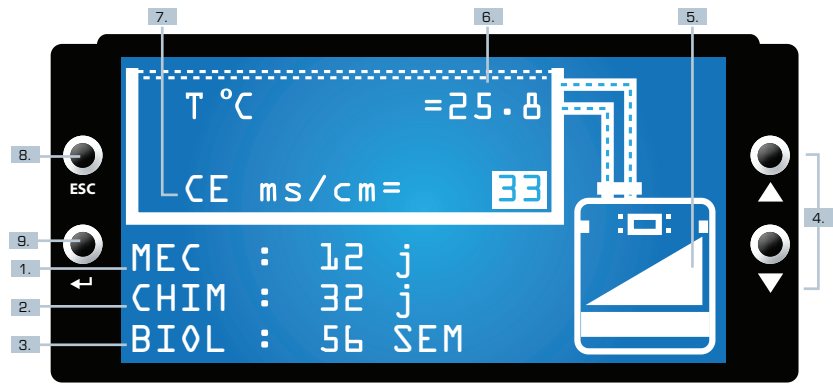 7.
6.
5.
T °C =25.8
8.
ESC
CE ms/cm= 33
4.
9.
1.
MEC : 12 j
2.
CHIM : 32 j
3.
BIOL : 56 SEM